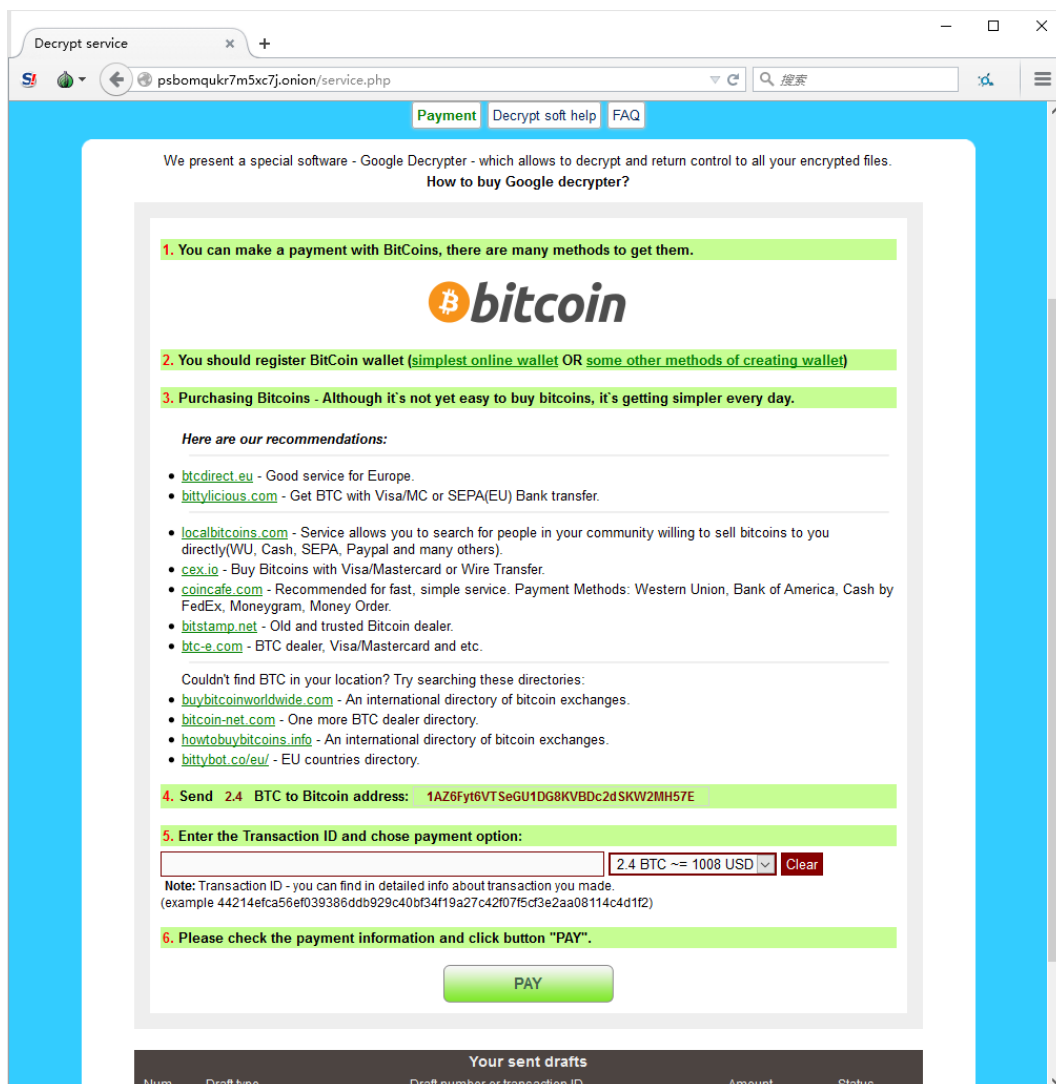 Decrypt service
psbomqukr7m5xc7j.onion/service.php
搜索
Payment
Decrypt soft help
FAQ
We present a special software - Google Decrypter - which allows to decrypt and return control to all your encrypted files.
How to buy Google decrypter?
1. You can make a payment with BitCoins, there are many methods to get them.
bitcoin
2. You should register BitCoin wallet (simplest online wallet OR some other methods of creating wallet)
3. Purchasing Bitcoins - Although it`s not yet easy to buy bitcoins, it`s getting simpler every day.
Here are our recommendations:
btcdirect.eu - Good service for Europe.
bittylicious.com - Get BTC with Visa/MC or SEPA(EU) Bank transfer.
localbitcoins.com - Service allows you to search for people in your community willing to sell bitcoins to you
directly(WU, Cash, SEPA, Paypal and many others).
cex.io - Buy Bitcoins with Visa/Mastercard or Wire Transfer.
coincafe.com - Recommended for fast, simple service. Payment Methods: Western Union, Bank of America, Cash by
FedEx, Moneygram, Money Order.
bitstamp.net - Old and trusted Bitcoin dealer.
btc-e.com - BTC dealer, Visa/Mastercard and etc.
Couldn't find BTC in your location? Try searching these directories:
buybitcoinworldwide.com - An international directory of bitcoin exchanges.
bitcoin-net.com - One more BTC dealer directory.
howtobuybitcoins.info - An international directory of bitcoin exchanges.
bittybot.co/eu/ - EU countries directory.
4. Send 2.4 BTC to Bitcoin address: 1AZ6Fyt6VTSeGU1DG8KVBDc2dSKW2MH57E
5. Enter the Transaction ID and chose payment option:
2.4 BTC ~= 1008 USD
Clear
Note: Transaction ID - you can find in detailed info about transaction you made.
(example 44214efca56ef039386ddb929c40bf34f19a27c42f07f5cf3e2aa08114c4d1f2)
6. Please check the payment information and click button "PAY".
PAY
Your sent drafts
Num Draft type Draft number or transaction ID Amount Status